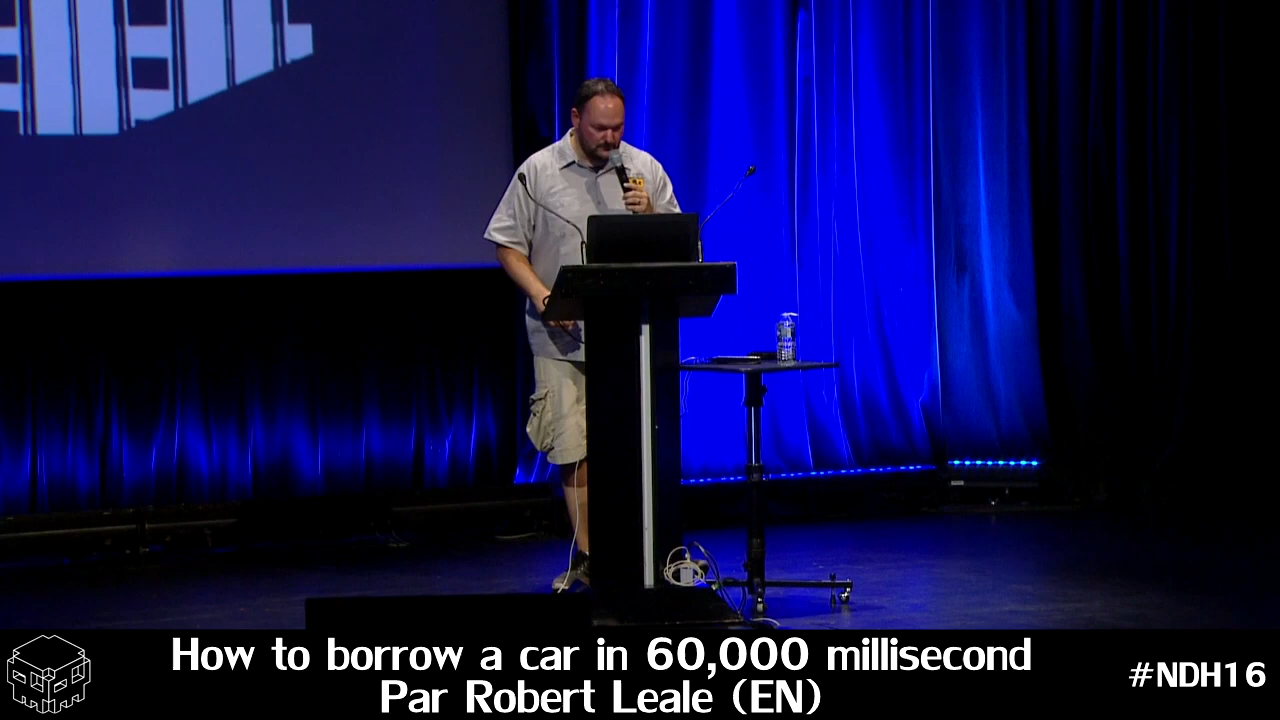 How to borrow a car in 60,000 millisecond
Par Robert Leale (EN)
#NDH16